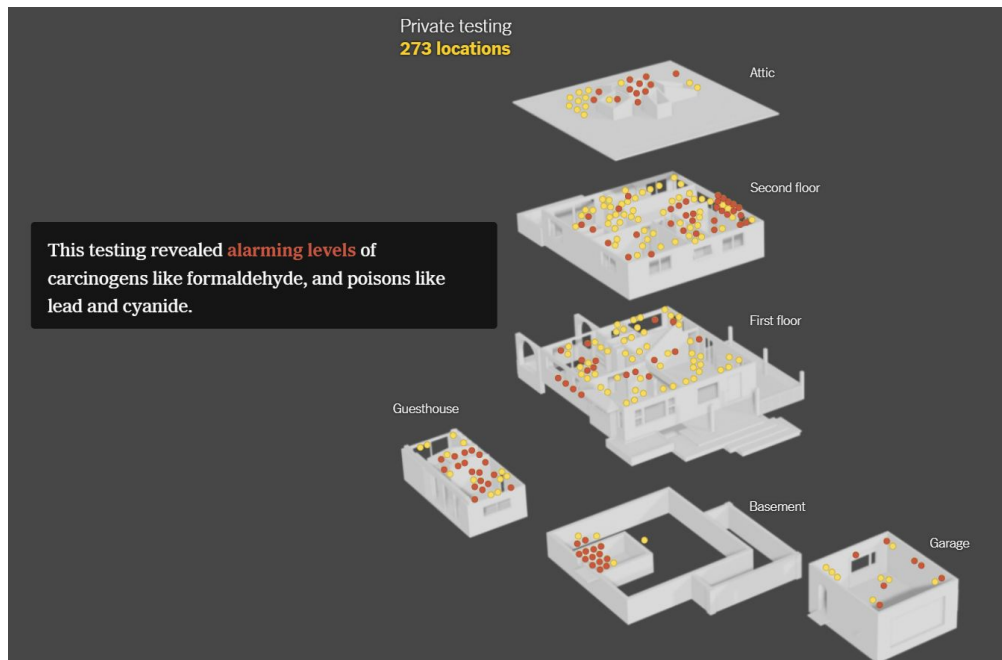 Private testing
273 locations
Attic
Second floor
This testing revealed alarming levels of
carcinogens like formaldehyde, and poisons like
lead and cyanide.
First floor
Guesthouse
Basement
Garage